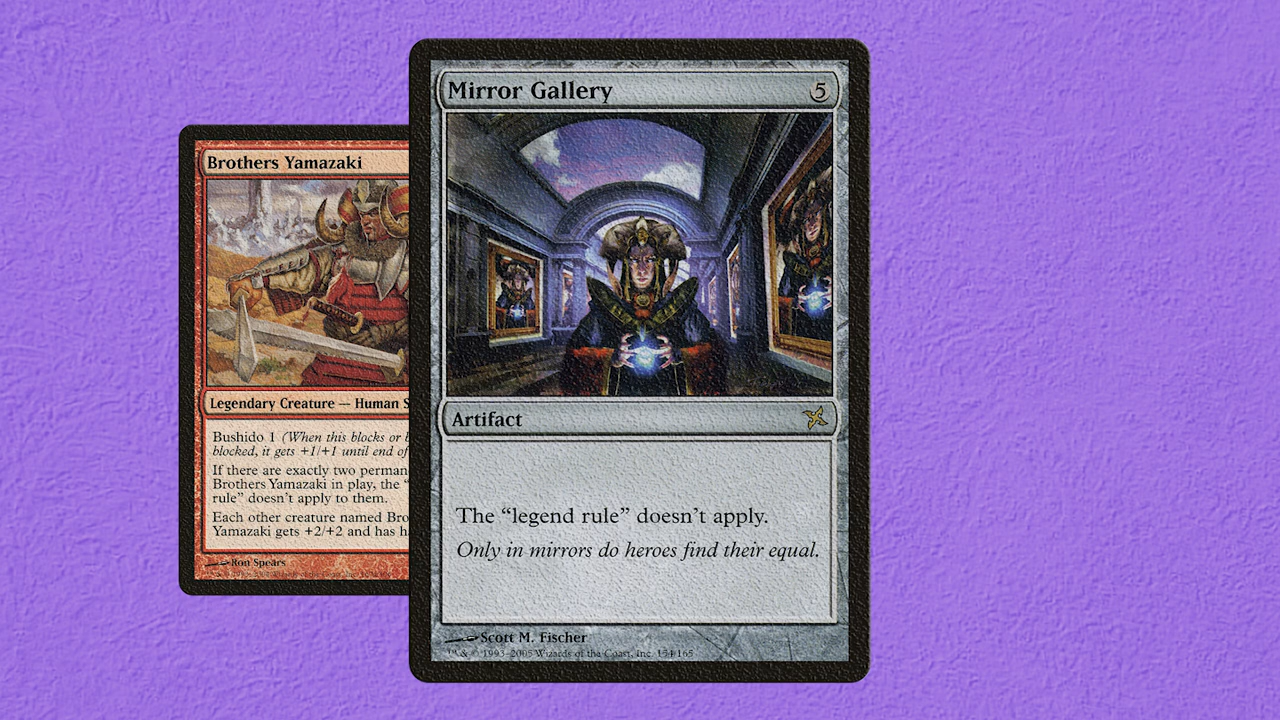 Brothers Yamazaki
Legendary Creature — Human S
Bushido 1 (When this blocks or b
blocked, it gets +1/+1 until end of
If there are exactly two perman
Brothers Yamazaki in play, the "
rule" doesn't apply to them.
Each other creature named Bro
Yamazaki gets +2/+2 and has h
Ron Spears
Mirror Gallery
5
Artifact
The “legend rule” doesn't apply.
Only in mirrors do heroes find their equal.
Scott M. Fischer
™ & © 1993–2005 Wizards of the Coast, Inc. 154/165